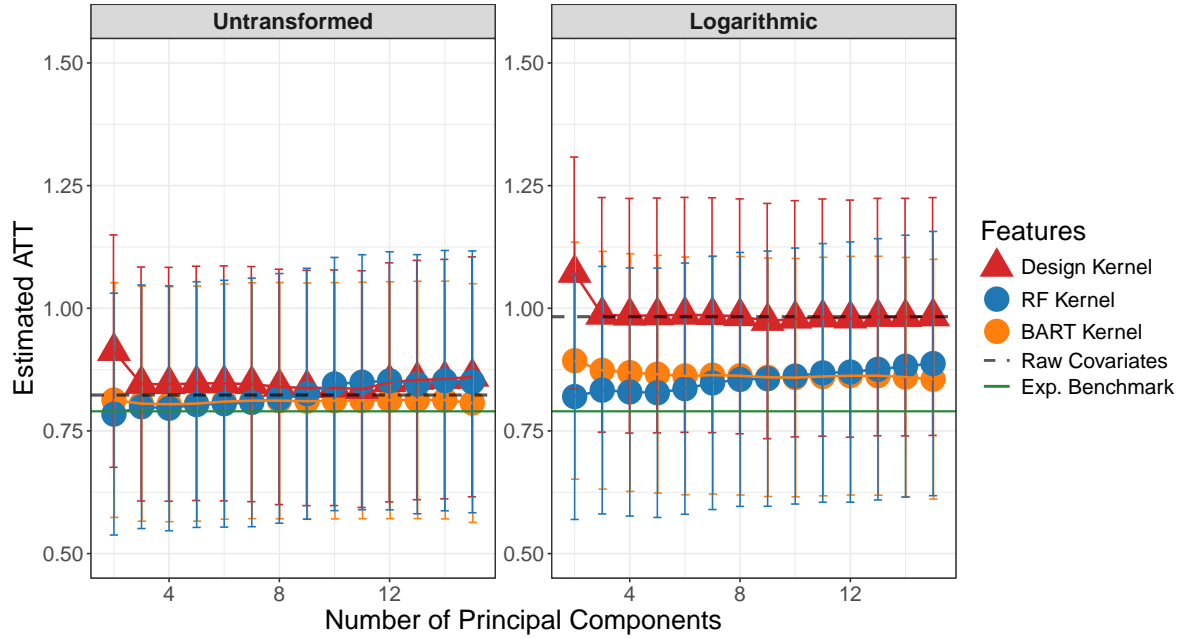 Untransformed
Logarithmic
1.50
1.25
1.00
0.75
0.50
1.50
1.25
1.00
0.75
0.50
4
8
12
4
8
12
Estimated ATT
Number of Principal Components
Features
Design Kernel
RF Kernel
BART Kernel
Raw Covariates
Exp. Benchmark